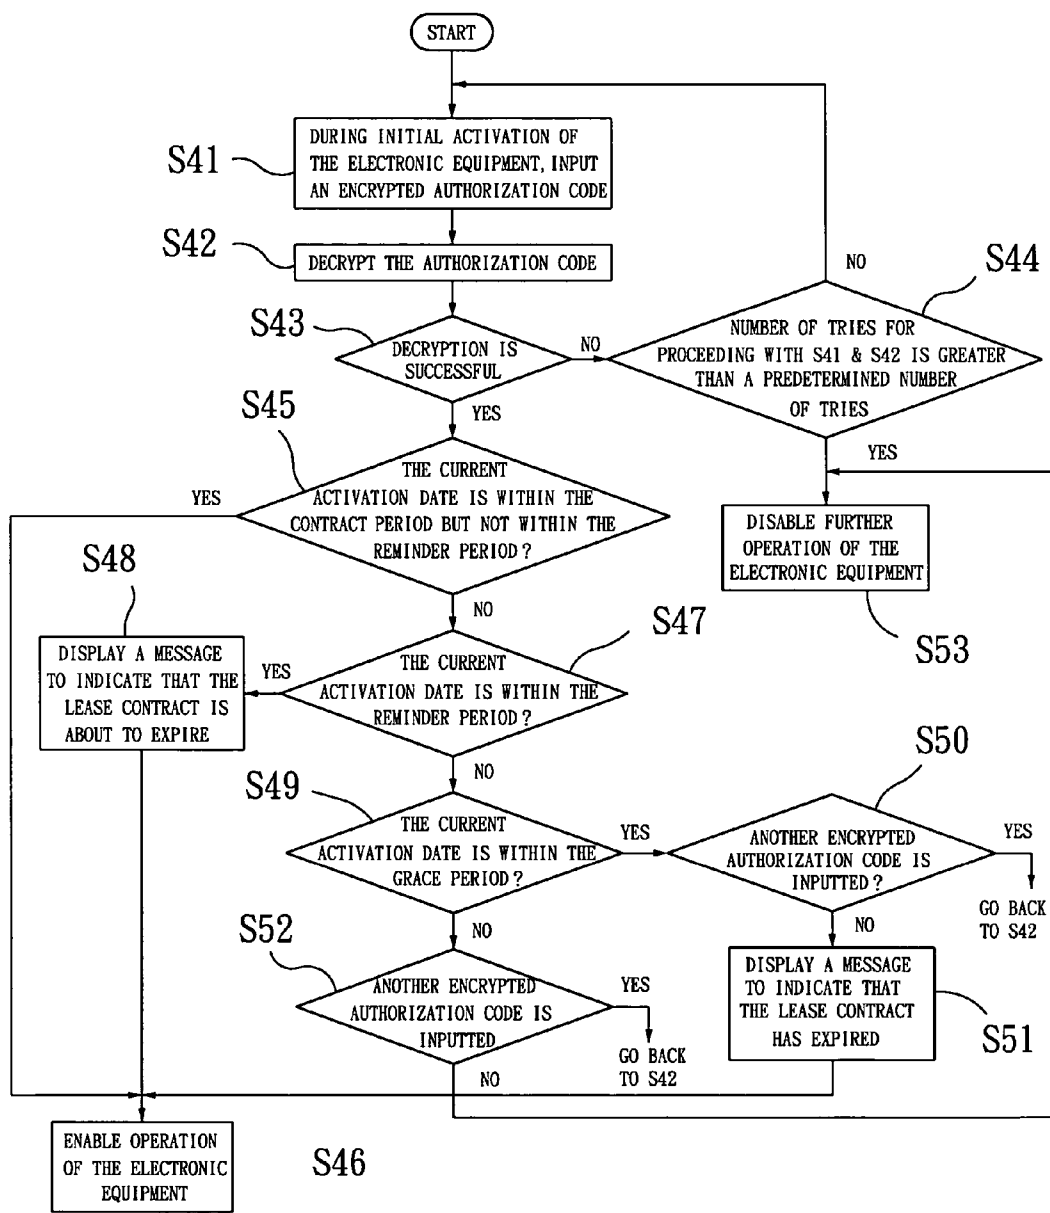 START
S41
DURING INITIAL ACTIVATION OF
THE ELECTRONIC EQUIPMENT, INPUT
AN ENCRYPTED AUTHORIZATION CODE
S42
DECRYPT THE AUTHORIZATION CODE
S43
DECRYPTION IS
SUCCESSFUL
NO
YES
S44
NO
NUMBER OF TRIES FOR
PROCEEDING WITH S41 & S42 IS GREATER
THAN A PREDETERMINED NUMBER
OF TRIES
YES
S45
THE CURRENT
ACTIVATION DATE IS WITHIN THE
CONTRACT PERIOD BUT NOT WITHIN THE
REMINDER PERIOD?
YES
NO
DISABLE FURTHER
OPERATION OF THE
ELECTRONIC EQUIPMENT
S53
S48
DISPLAY A MESSAGE
TO INDICATE THAT THE
LEASE CONTRACT IS
ABOUT TO EXPIRE
S47
YES
THE CURRENT
ACTIVATION DATE IS WITHIN THE
REMINDER PERIOD?
NO
S49
THE CURRENT
ACTIVATION DATE IS WITHIN THE
GRACE PERIOD?
YES
NO
S50
ANOTHER ENCRYPTED
AUTHORIZATION CODE IS
INPUTTED?
YES
GO BACK
TO S42
NO
S52
ANOTHER ENCRYPTED
AUTHORIZATION CODE IS
INPUTTED
YES
GO BACK
TO S42
NO
DISPLAY A MESSAGE
TO INDICATE THAT
THE LEASE CONTRACT
HAS EXPIRED
S51
ENABLE OPERATION
OF THE ELECTRONIC
EQUIPMENT
S46